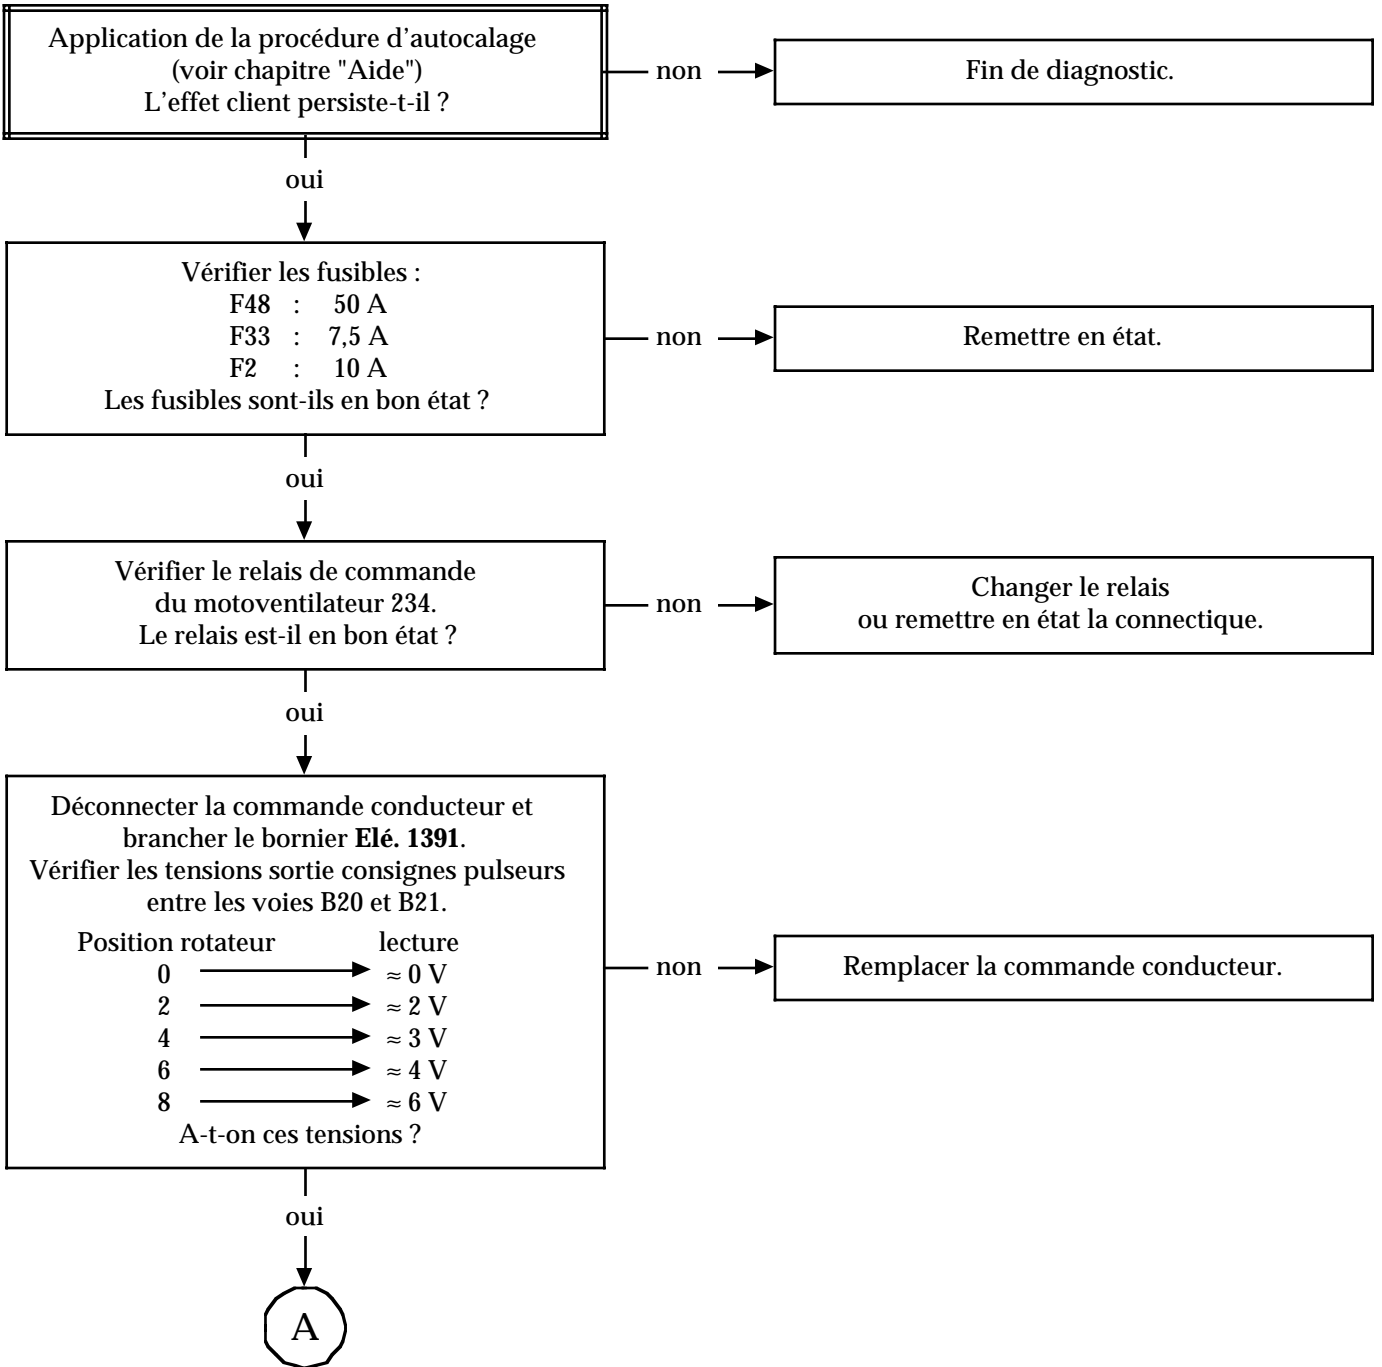 Application de la procédure d’autocalage
(voir chapitre "Aide")
L’effet client persiste-t-il ?
non
Fin de diagnostic.
oui
Vérifier les fusibles :
F48 : 50 A
F33 : 7,5 A
F2 : 10 A
Les fusibles sont-ils en bon état ?
non
Remettre en état.
oui
Vérifier le relais de commande
du motoventilateur 234.
Le relais est-il en bon état ?
non
Changer le relais
ou remettre en état la connectique.
oui
Déconnecter la commande conducteur et
brancher le bornier Elé. 1391.
Vérifier les tensions sortie consignes pulseurs
entre les voies B20 et B21.
Position rotateur lecture
0 ≈ 0 V
2 ≈ 2 V
4 ≈ 3 V
6 ≈ 4 V
8 ≈ 6 V
A-t-on ces tensions ?
non
Remplacer la commande conducteur.
oui
A